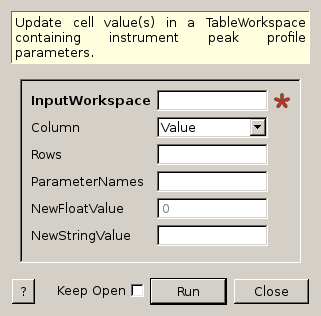 Update cell value(s) in a TableWorkspace
containing instrument peak profile
parameters.
InputWorkspace
Column Value
Rows
ParameterNames
NewFloatValue 0
NewStringValue
? Keep Open Run Close